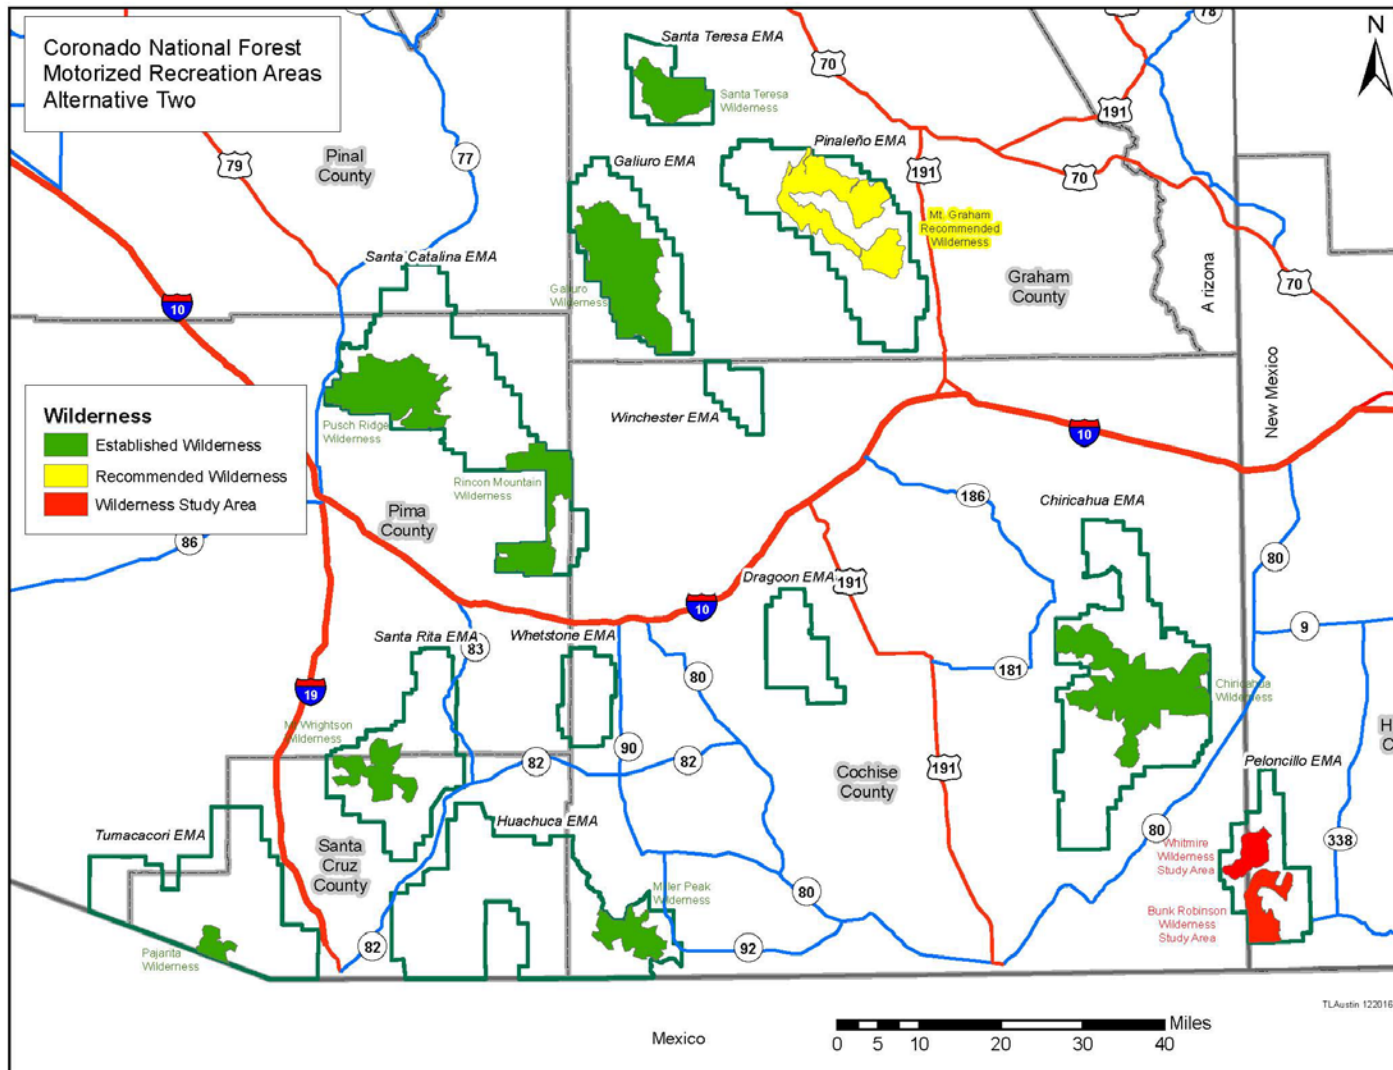 Coronado National Forest
Motorized Recreation Areas
Alternative Two
N
Santa Teresa EMA
78
70
191
Santa Teresa
Wilderness
Pinal
County
77
79
Pinaleño EMA
Galiuro EMA
191
70
Mt. Graham
Recommended
Wilderness
Santa Catalina EMA
Graham
County
Arizona
70
Galiuro
Wilderness
10
New Mexico
Wilderness
Established Wilderness
Recommended Wilderness
Wilderness Study Area
Winchester EMA
Pusch Ridge
Wilderness
10
Rincon Mountain
Wilderness
186
Chiricahua EMA
Pima
County
86
80
Dragoon EMA
191
10
9
Santa Rita EMA
83
Whetstone EMA
80
181
19
Chiricahua
Wilderness
Mt Wrightson
Wilderness
90
82
82
191
Cochise
County
H
C
Peloncillo EMA
Tumacacori EMA
Huachuca EMA
80
338
Santa
Cruz
County
Whitmire
Wilderness
Study Area
Miller Peak
Wilderness
80
Bunk Robinson
Wilderness
Study Area
Pajarita
Wilderness
82
92
TLAustin 122016
Mexico
Miles
0 5 10 20 30 40